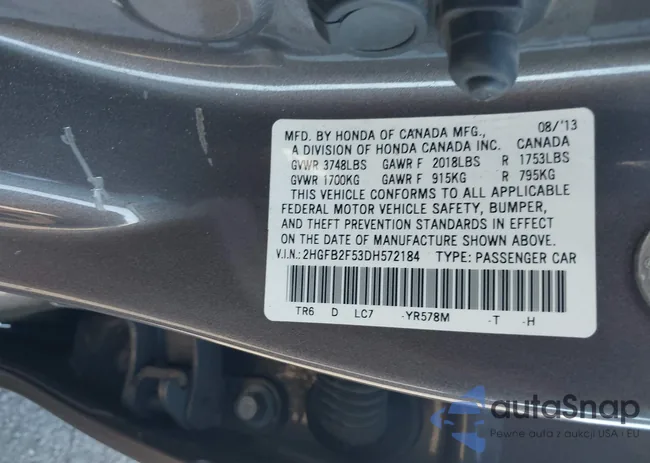 MFD. BY HONDA OF CANADA MFG., 08/'13
A DIVISION OF HONDA CANADA INC. CANADA
GVWR 3748LBS GAWR F 2018LBS R 1753LBS
GVWR 1700KG GAWR F 915KG R 795KG
THIS VEHICLE CONFORMS TO ALL APPLICABLE
FEDERAL MOTOR VEHICLE SAFETY, BUMPER,
AND THEFT PREVENTION STANDARDS IN EFFECT
ON THE DATE OF MANUFACTURE SHOWN ABOVE.
V.I.N.: 2HGFB2F53DH572184 TYPE: PASSENGER CAR
TR6 D LC7 -YR578M -T -H
autoSnap
Pewne auta z aukcji USA i EU